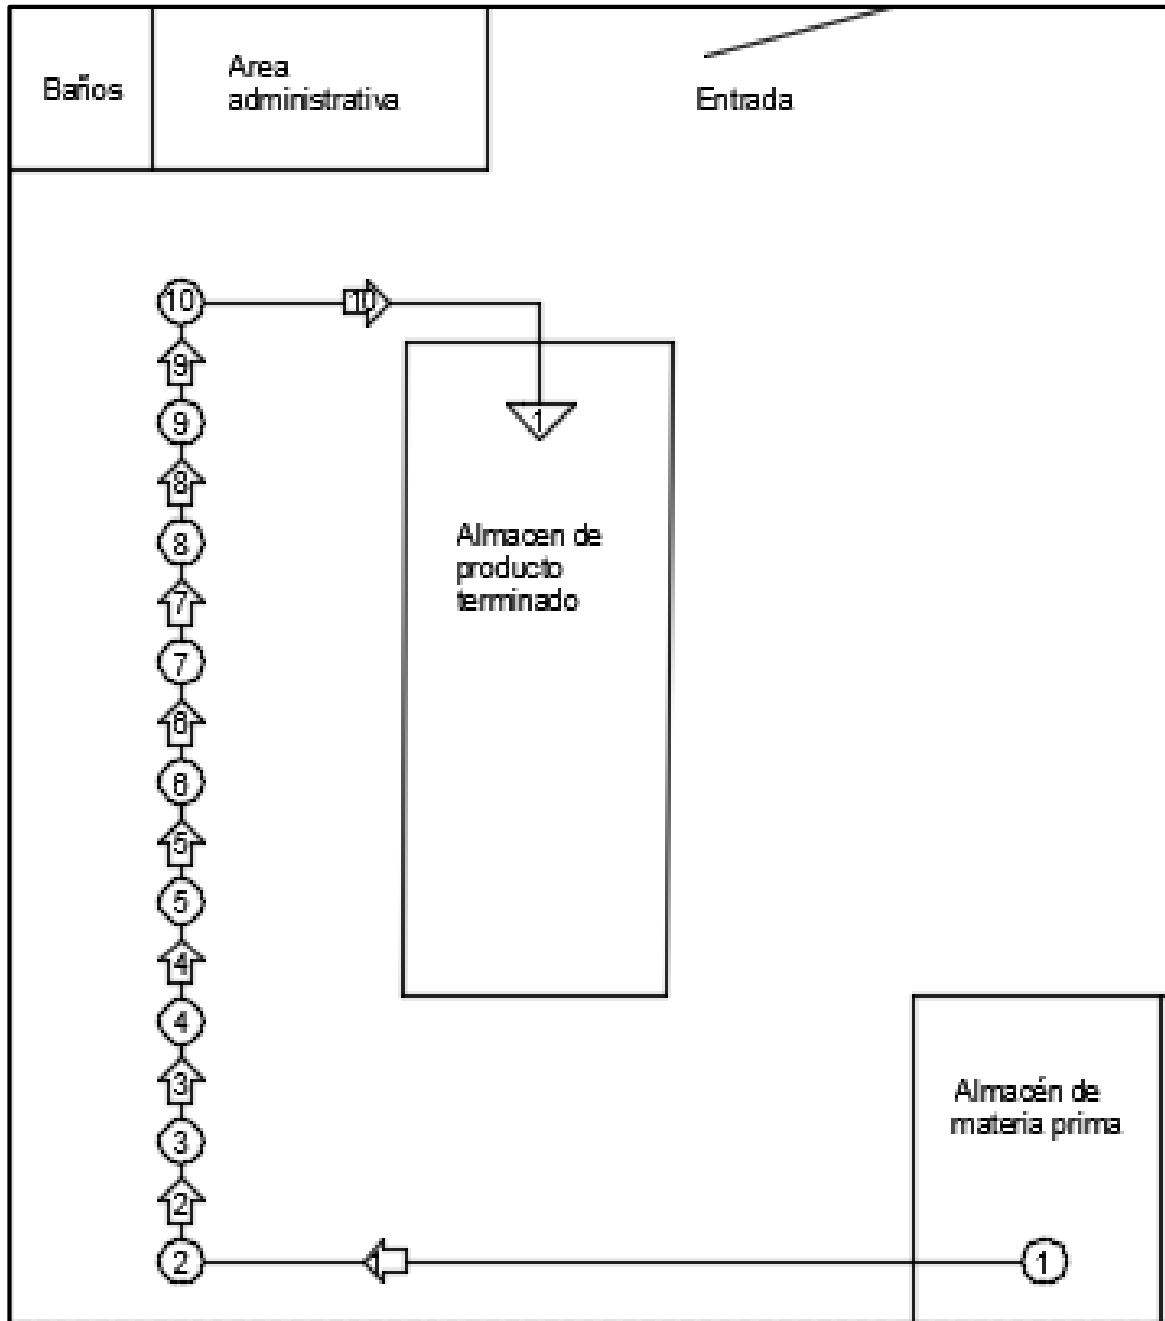 Baños
Area
administrativa
Entrada
10
10
9
1
9
8
8
Almacen de
producto
terminado
7
7
6
6
5
5
4
4
3
Almacén de
materia prima
3
2
2
1